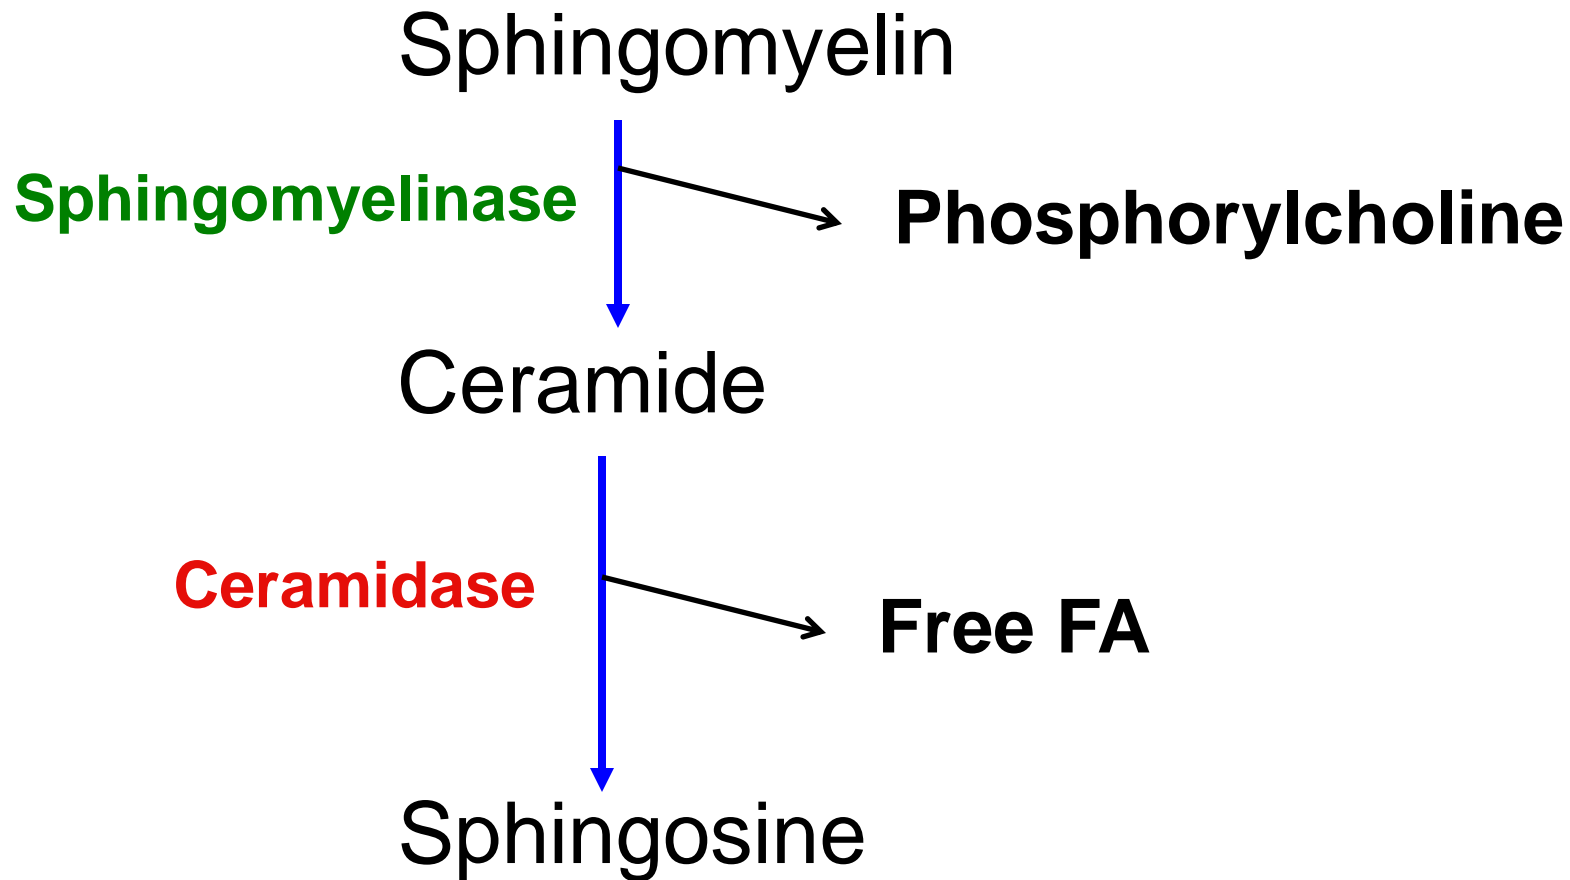 Sphingomyelin
Sphingomyelinase
Phosphorylcholine
Ceramide
Ceramidase
Free FA
Sphingosine